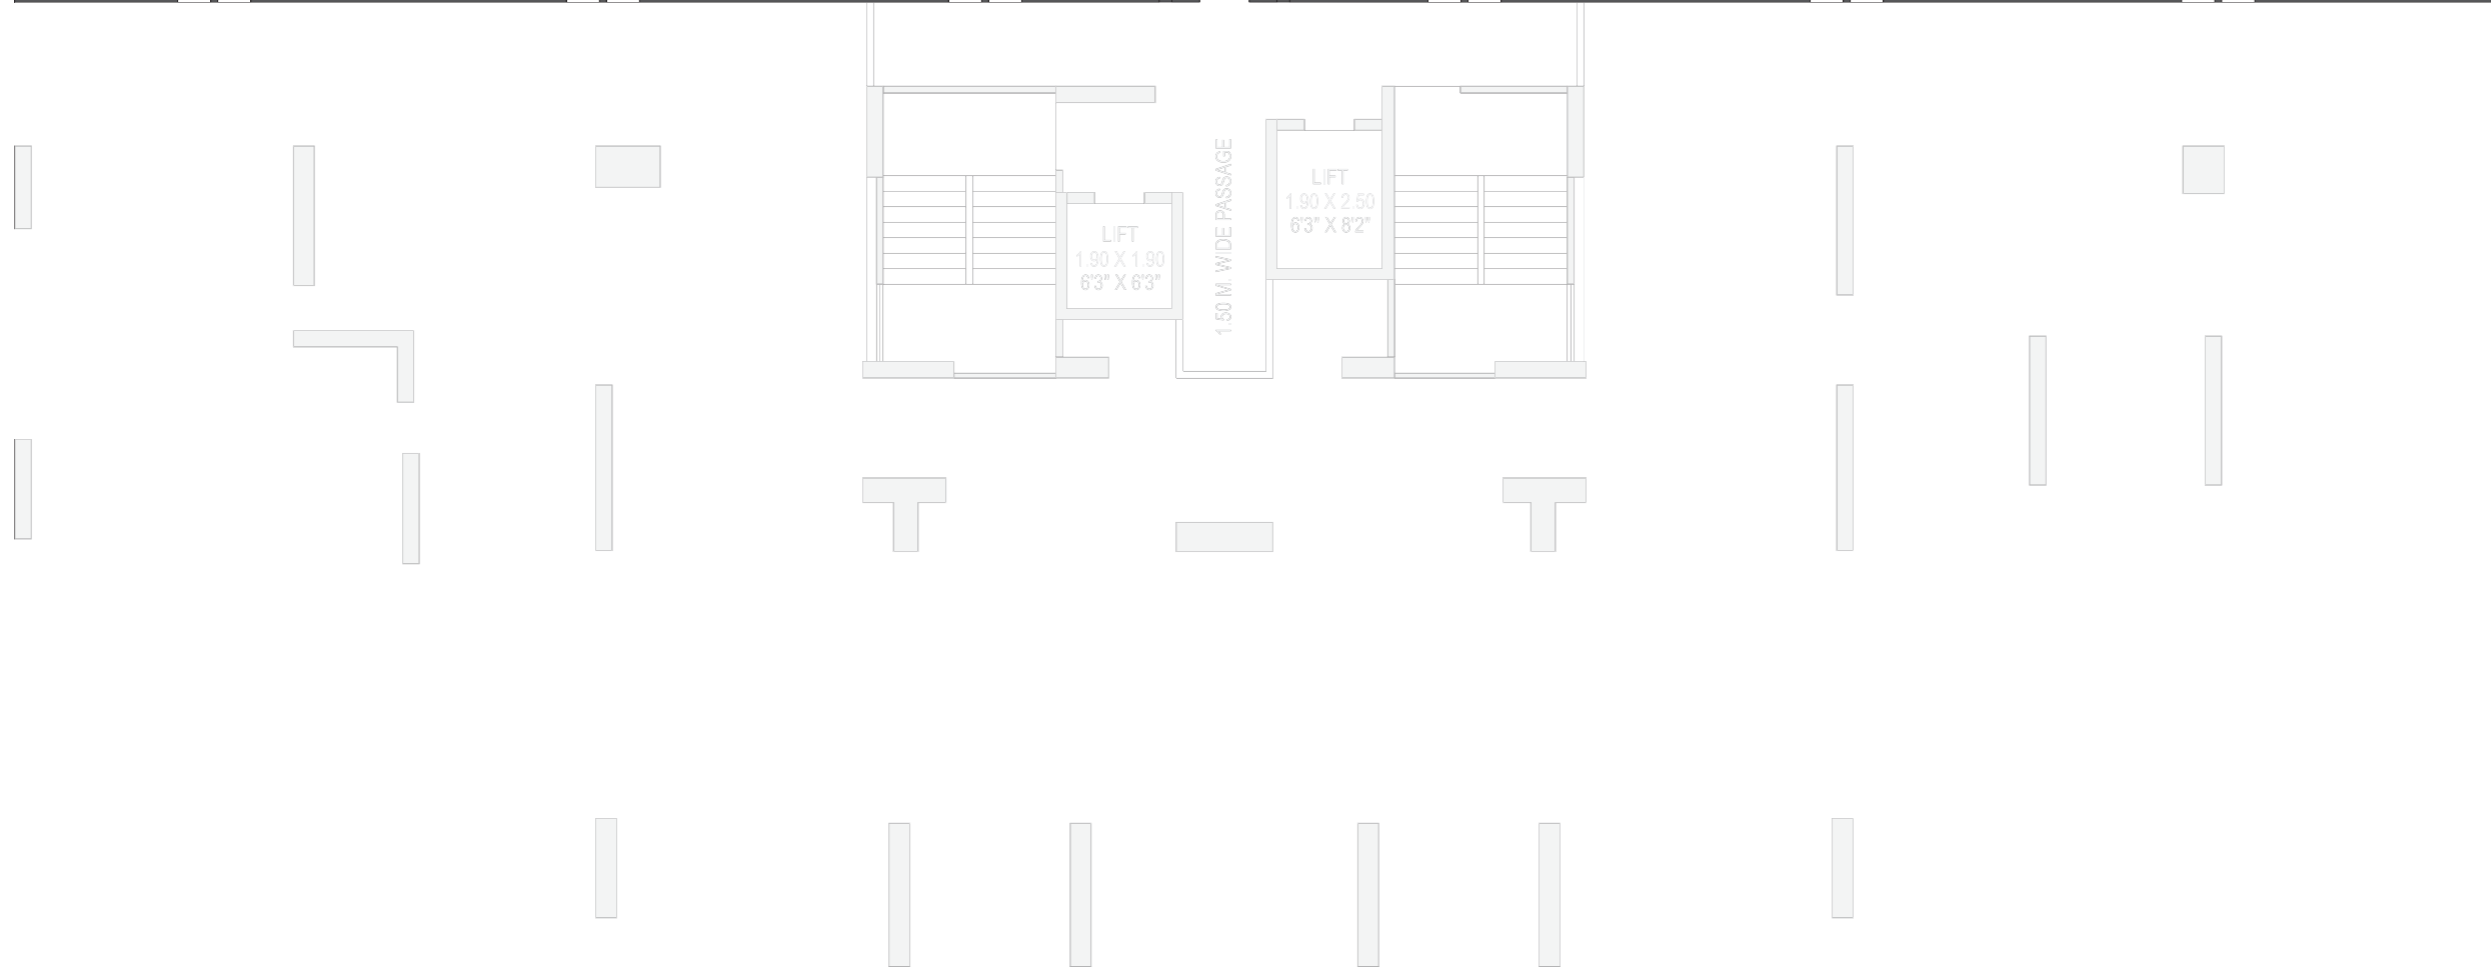 LIFT
1.90 X 1.90
6'3" X 6'3"
1.50 M. WIDE PASSAGE
LIFT
1.90 X 2.50
6'3" X 8'2"